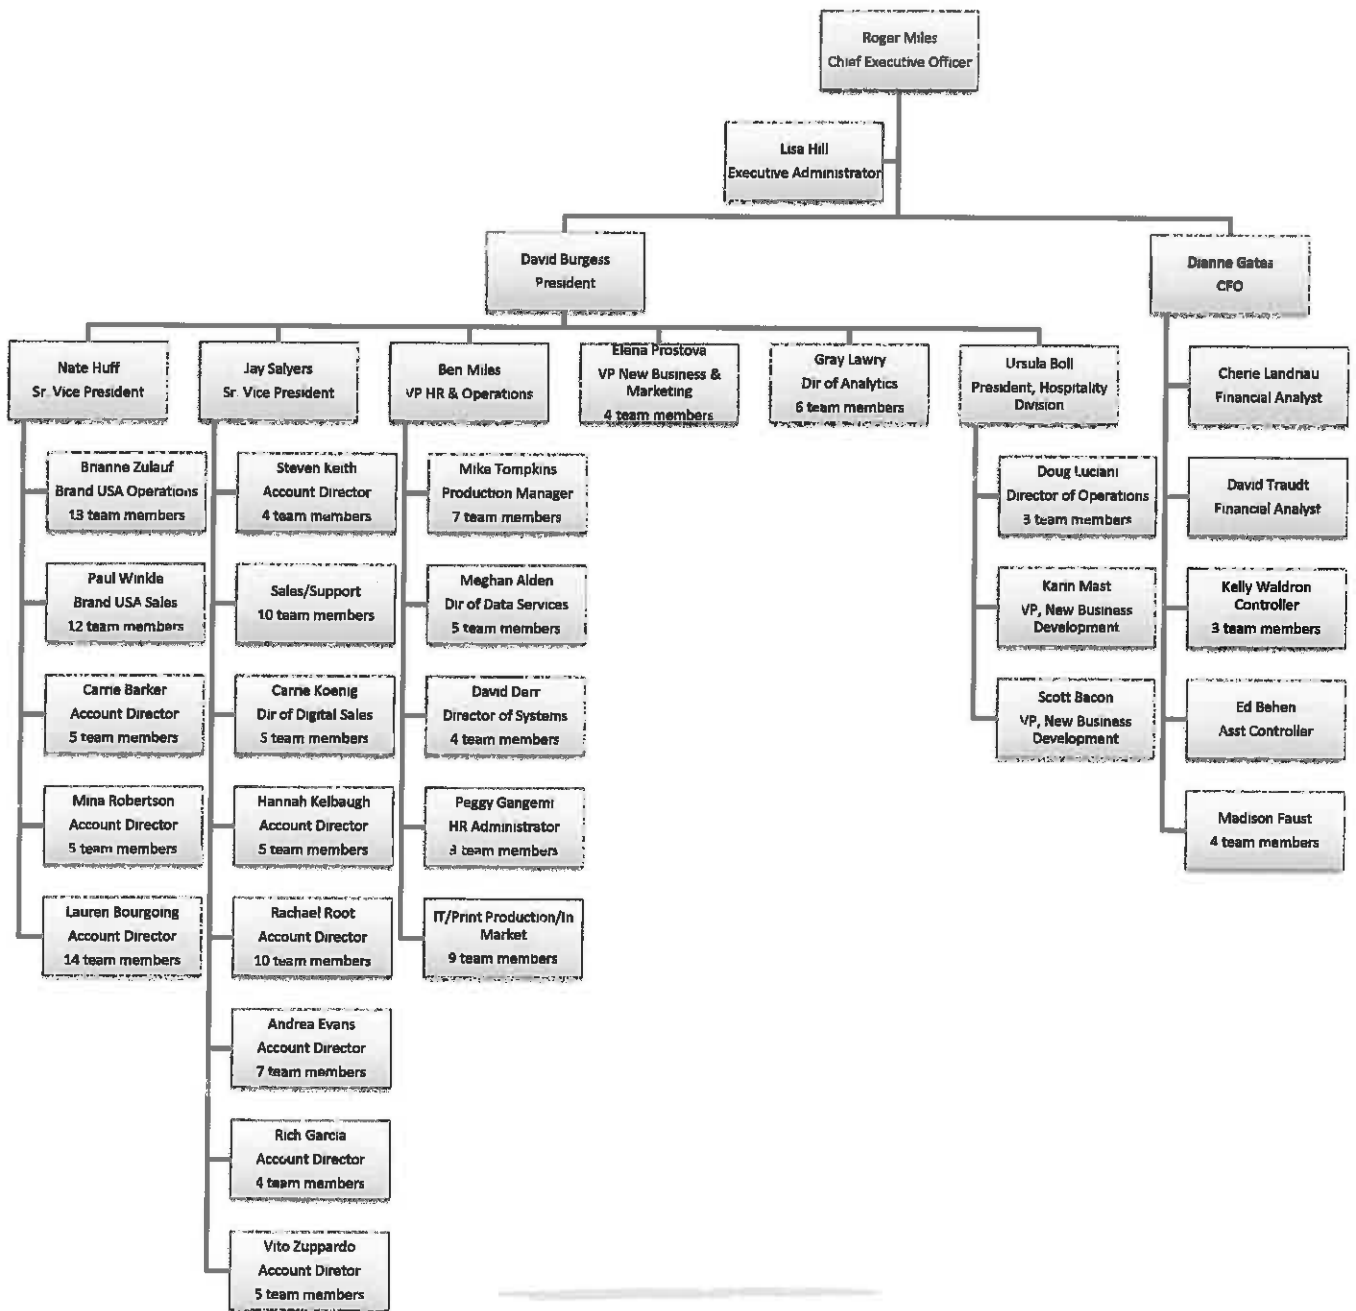 Roger Miles
Chief Executive Officer
Lisa Hill
Executive Administrator
David Burgess
President
Dianne Gates
CFO
Nate Huff
Sr. Vice President
Jay Salyers
Sr. Vice President
Ben Miles
VP HR & Operations
Elena Prostova
VP New Business &
Marketing
4 team members
Gray Lawry
Dir of Analytics
6 team members
Ursula Boll
President, Hospitality
Division
Brianne Zulauf
Brand USA Operations
13 team members
Paul Winkle
Brand USA Sales
12 team members
Carrie Barker
Account Director
5 team members
Mina Robertson
Account Director
5 team members
Lauren Bourgoing
Account Director
14 team members
Steven Keith
Account Director
4 team members
Sales/Support
10 team members
Carrie Koenig
Dir of Digital Sales
5 team members
Hannah Kelbaugh
Account Director
5 team members
Rachael Root
Account Director
10 team members
Andrea Evans
Account Director
7 team members
Rich Garcia
Account Director
4 team members
Vito Zuppardo
Account Diretor
5 team members
Mike Tompkins
Production Manager
7 team members
Meghan Alden
Dir of Data Services
5 team members
David Derr
Director of Systems
4 team members
Peggy Gangemi
HR Administrator
3 team members
IT/Print Production/In
Market
9 team members
Doug Luciani
Director of Operations
3 team members
Karin Mast
VP, New Business
Development
Scott Bacon
VP, New Business
Development
Cherie Landriau
Financial Analyst
David Traudt
Financial Analyst
Kelly Waldron
Controller
3 team members
Ed Behen
Asst Controller
Madison Faust
4 team members